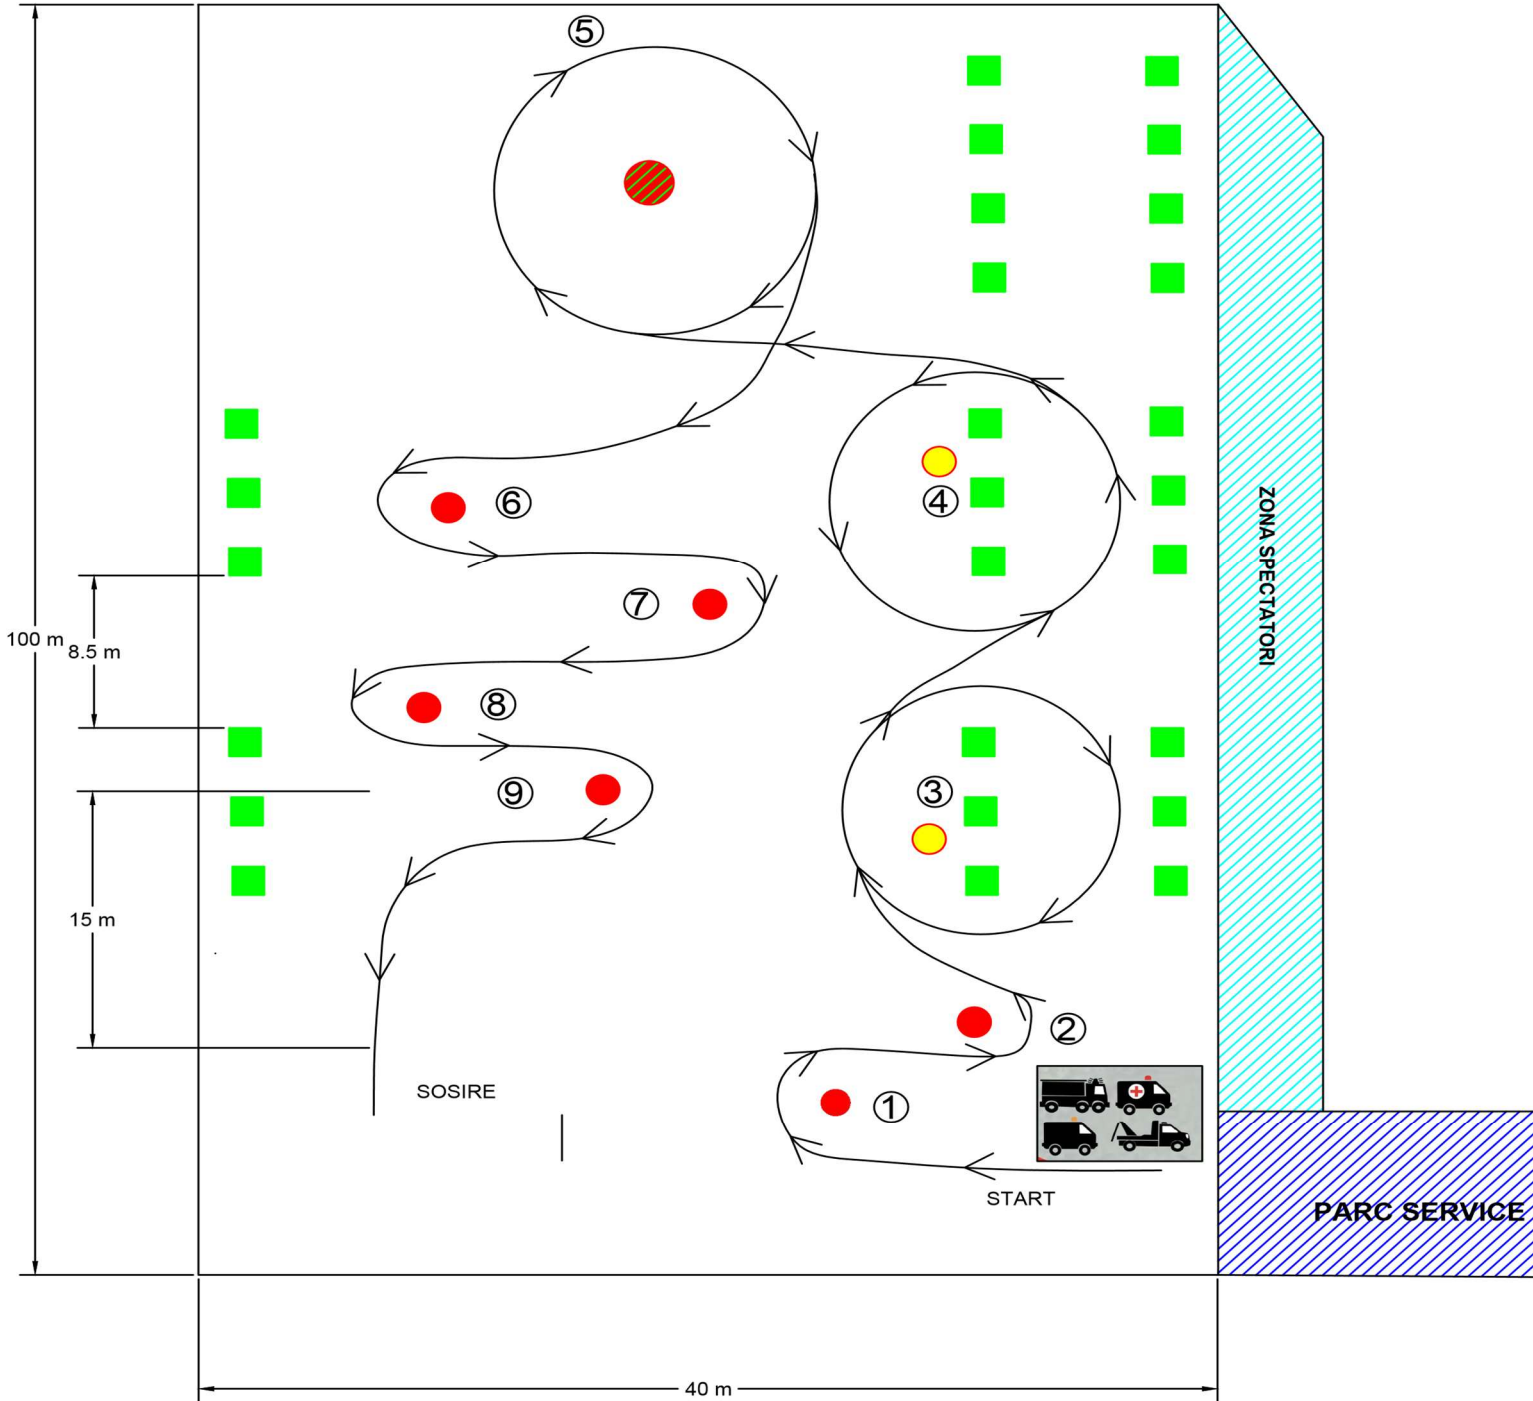 ⑤
④
ZONA SPECTATORI
⑥
⑦
100 m
8.5 m
⑧
③
⑨
15 m
②
SOSIRE
①
START
PARC SERVICE
40 m